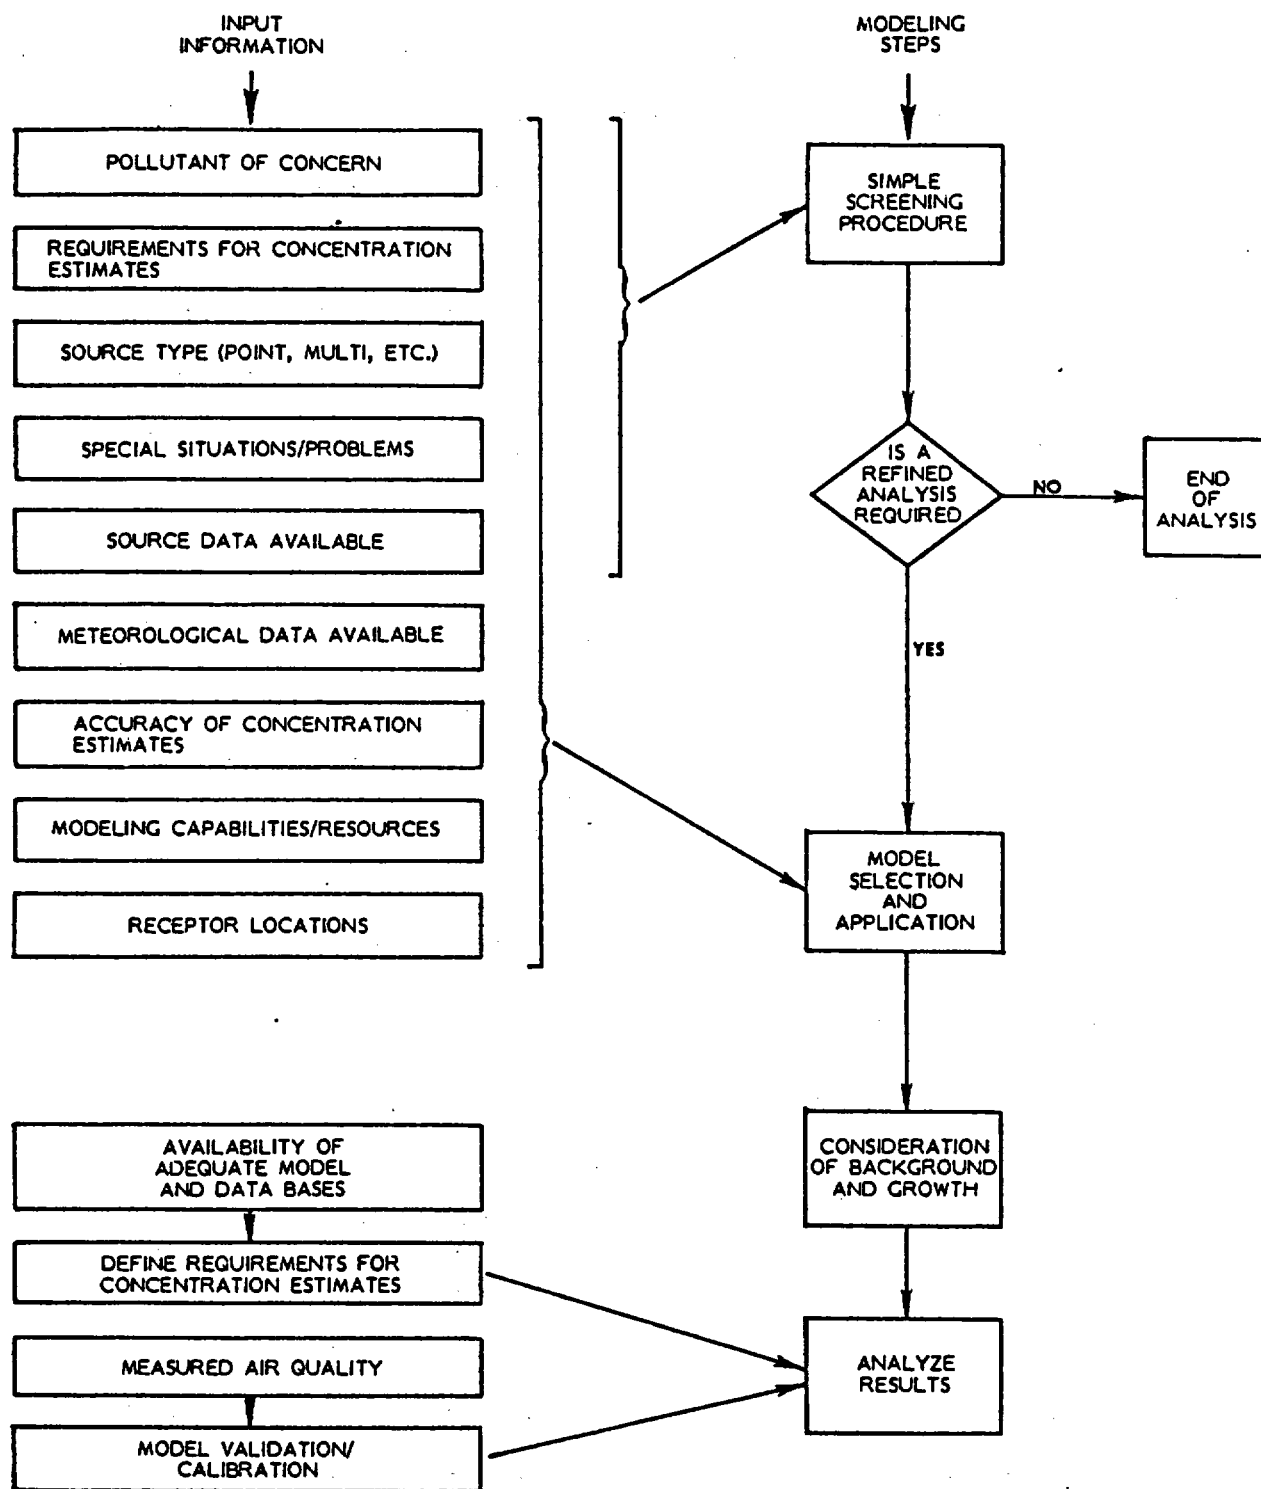 INPUT
INFORMATION
POLLUTANT OF CONCERN
REQUIREMENTS FOR CONCENTRATION
ESTIMATES
SOURCE TYPE (POINT, MULTI, ETC.)
SPECIAL SITUATIONS/PROBLEMS
SOURCE DATA AVAILABLE
METEOROLOGICAL DATA AVAILABLE
ACCURACY OF CONCENTRATION
ESTIMATES
MODELING CAPABILITIES/RESOURCES
RECEPTOR LOCATIONS
AVAILABILITY OF
ADEQUATE MODEL
AND DATA BASES
DEFINE REQUIREMENTS FOR
CONCENTRATION ESTIMATES
MEASURED AIR QUALITY
MODEL VALIDATION/
CALIBRATION
MODELING
STEPS
SIMPLE
SCREENING
PROCEDURE
IS A
REFINED
ANALYSIS
REQUIRED
NO
END
OF
ANALYSIS
YES
MODEL
SELECTION
AND
APPLICATION
CONSIDERATION
OF BACKGROUND
AND GROWTH
ANALYZE
RESULTS